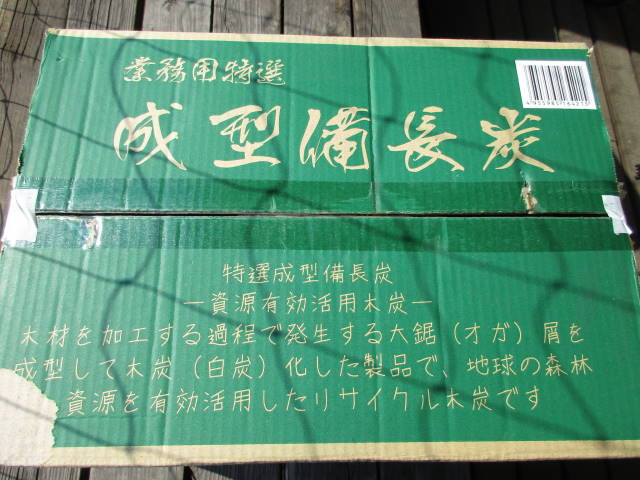 業務用特選
成型備長炭
4955985164275
特選成型備長炭
ー資源有効活用木炭ー
木材を加工する過程で発生する大鋸（オガ）屑を
成型して木炭（白炭）化した製品で、地球の森林
資源を有効活用したリサイクル木炭です